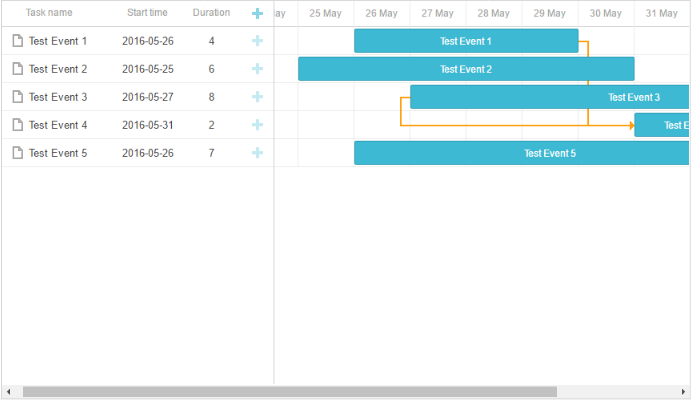 Task name Start time Duration ay 25 May 26 May 27 May 28 May 29 May 30 May 31 May
Test Event 1 2016-05-26 4 Test Event 1
Test Event 2 2016-05-25 6 Test Event 2
Test Event 3 2016-05-27 8 Test Event 3
Test Event 4 2016-05-31 2 Test E
Test Event 5 2016-05-26 7 Test Event 5